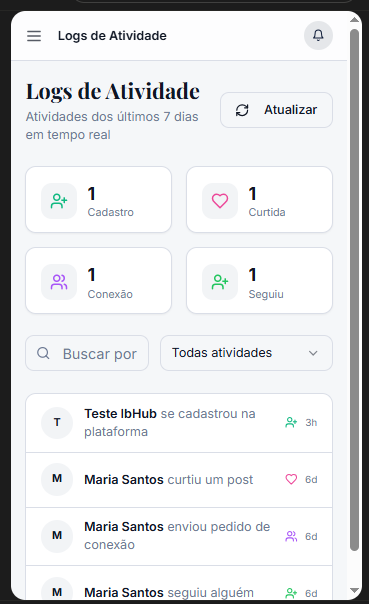 Logs de Atividade
Logs de Atividade
Atividades dos últimos 7 dias
em tempo real
Atualizar
1
Cadastro
1
Curtida
1
Conexão
1
Seguiu
Buscar por
Todas atividades
T
Teste IbHub se cadastrou na
plataforma
3h
M
Maria Santos curtiu um post
6d
M
Maria Santos enviou pedido de
conexão
6d
M
Maria Santos seguiu alguém
6d